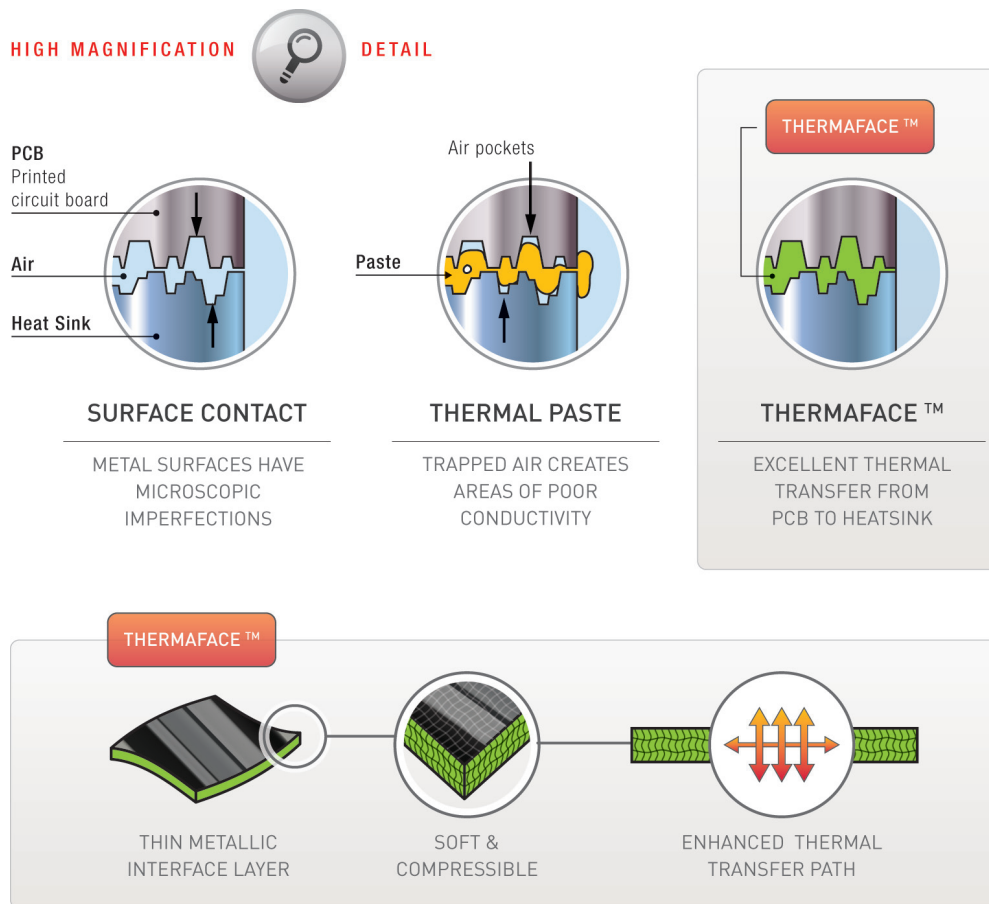 HIGH MAGNIFICATION DETAIL
PCB
Printed
circuit board
Air
Heat Sink
SURFACE CONTACT
METAL SURFACES HAVE
MICROSCOPIC
IMPERFECTIONS
Air pockets
Paste
THERMAL PASTE
TRAPPED AIR CREATES
AREAS OF POOR
CONDUCTIVITY
THERMAFACE ™
THERMAFACE ™
EXCELLENT THERMAL
TRANSFER FROM
PCB TO HEATSINK
THERMAFACE ™
THIN METALLIC
INTERFACE LAYER
SOFT &
COMPRESSIBLE
ENHANCED THERMAL
TRANSFER PATH